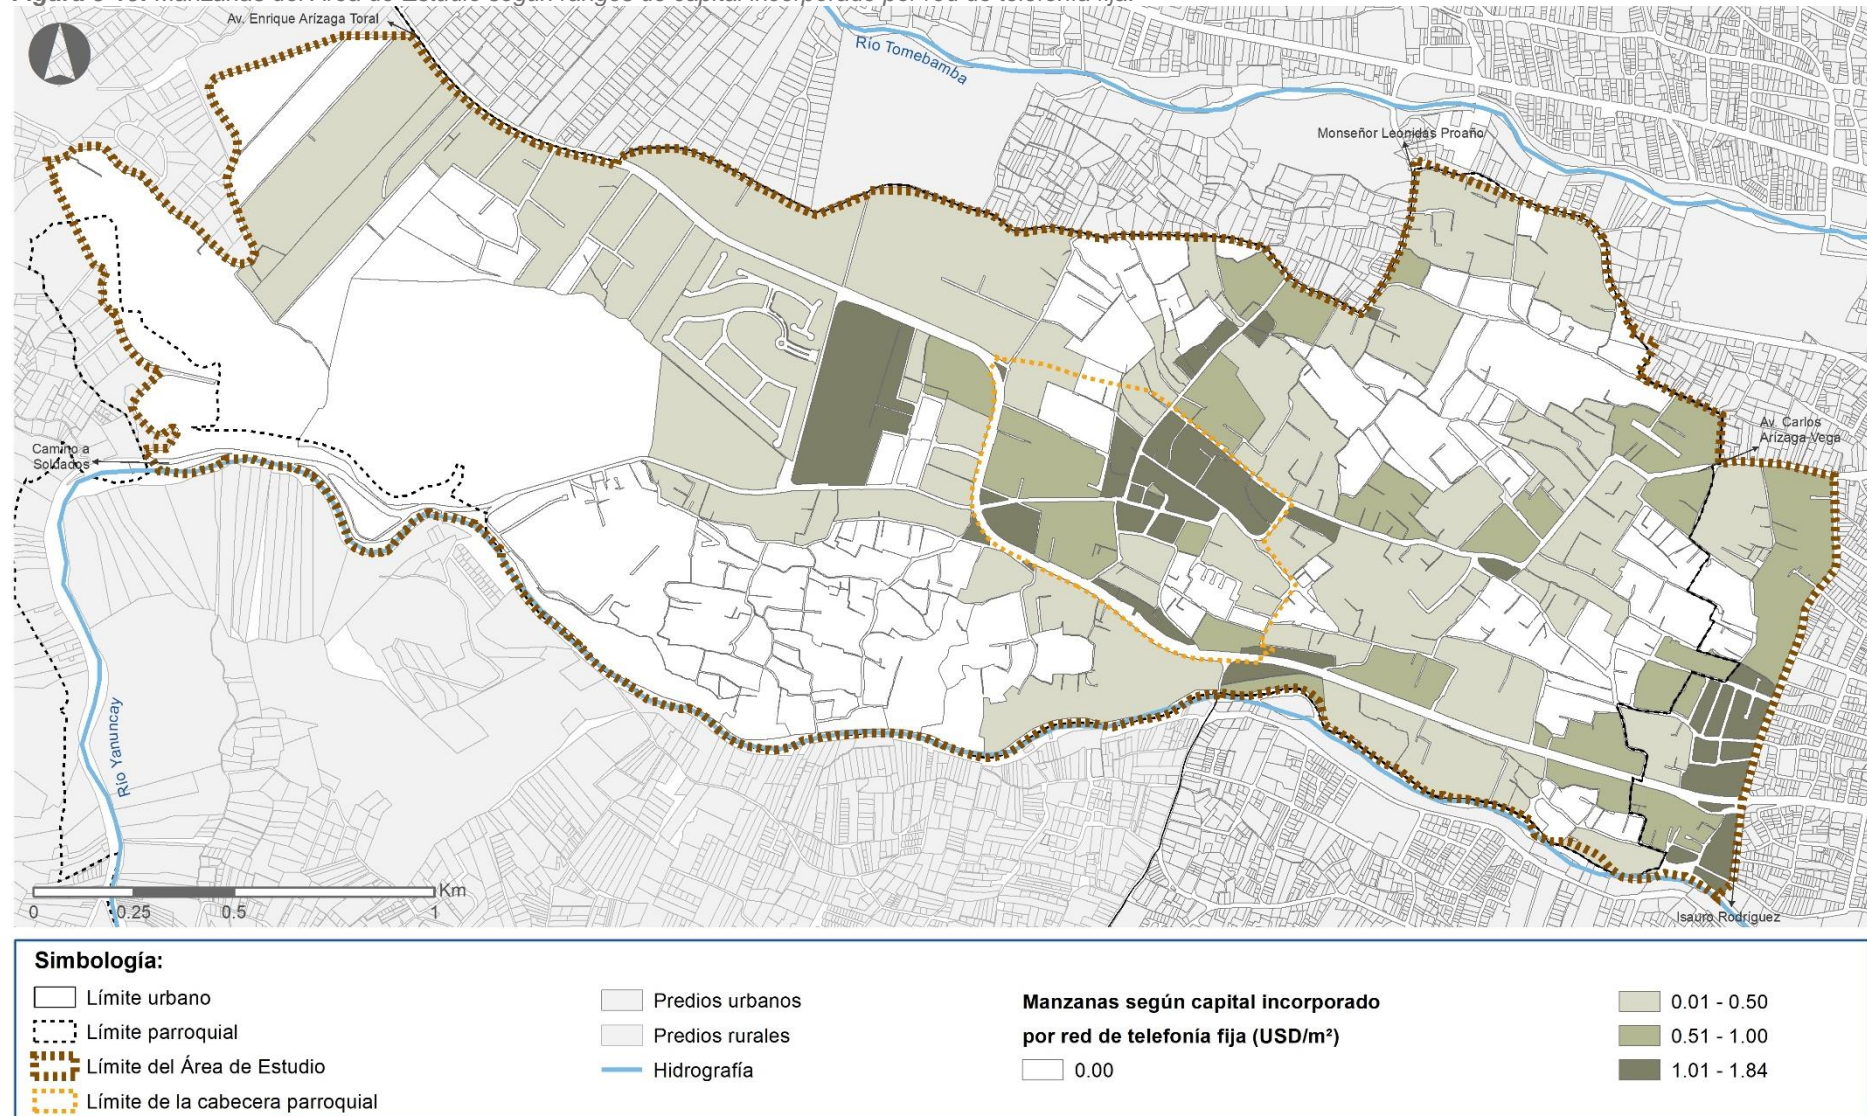 Av. Enrique Arízaga Toral
Río Tomebamba
Monseñor Leonidas Proaño
Av. Carlos
Arízaga Vega
Camino a
Soldados
Río Yanuncay
Km
0 0.25 0.5 1
Isauro Rodríguez
Simbología:
Límite urbano
Límite parroquial
Límite del Área de Estudio
Límite de la cabecera parroquial
Predios urbanos
Predios rurales
Hidrografía
Manzanas según capital incorporado
por red de telefonía fija (USD/m²)
0.00
0.01 - 0.50
0.51 - 1.00
1.01 - 1.84